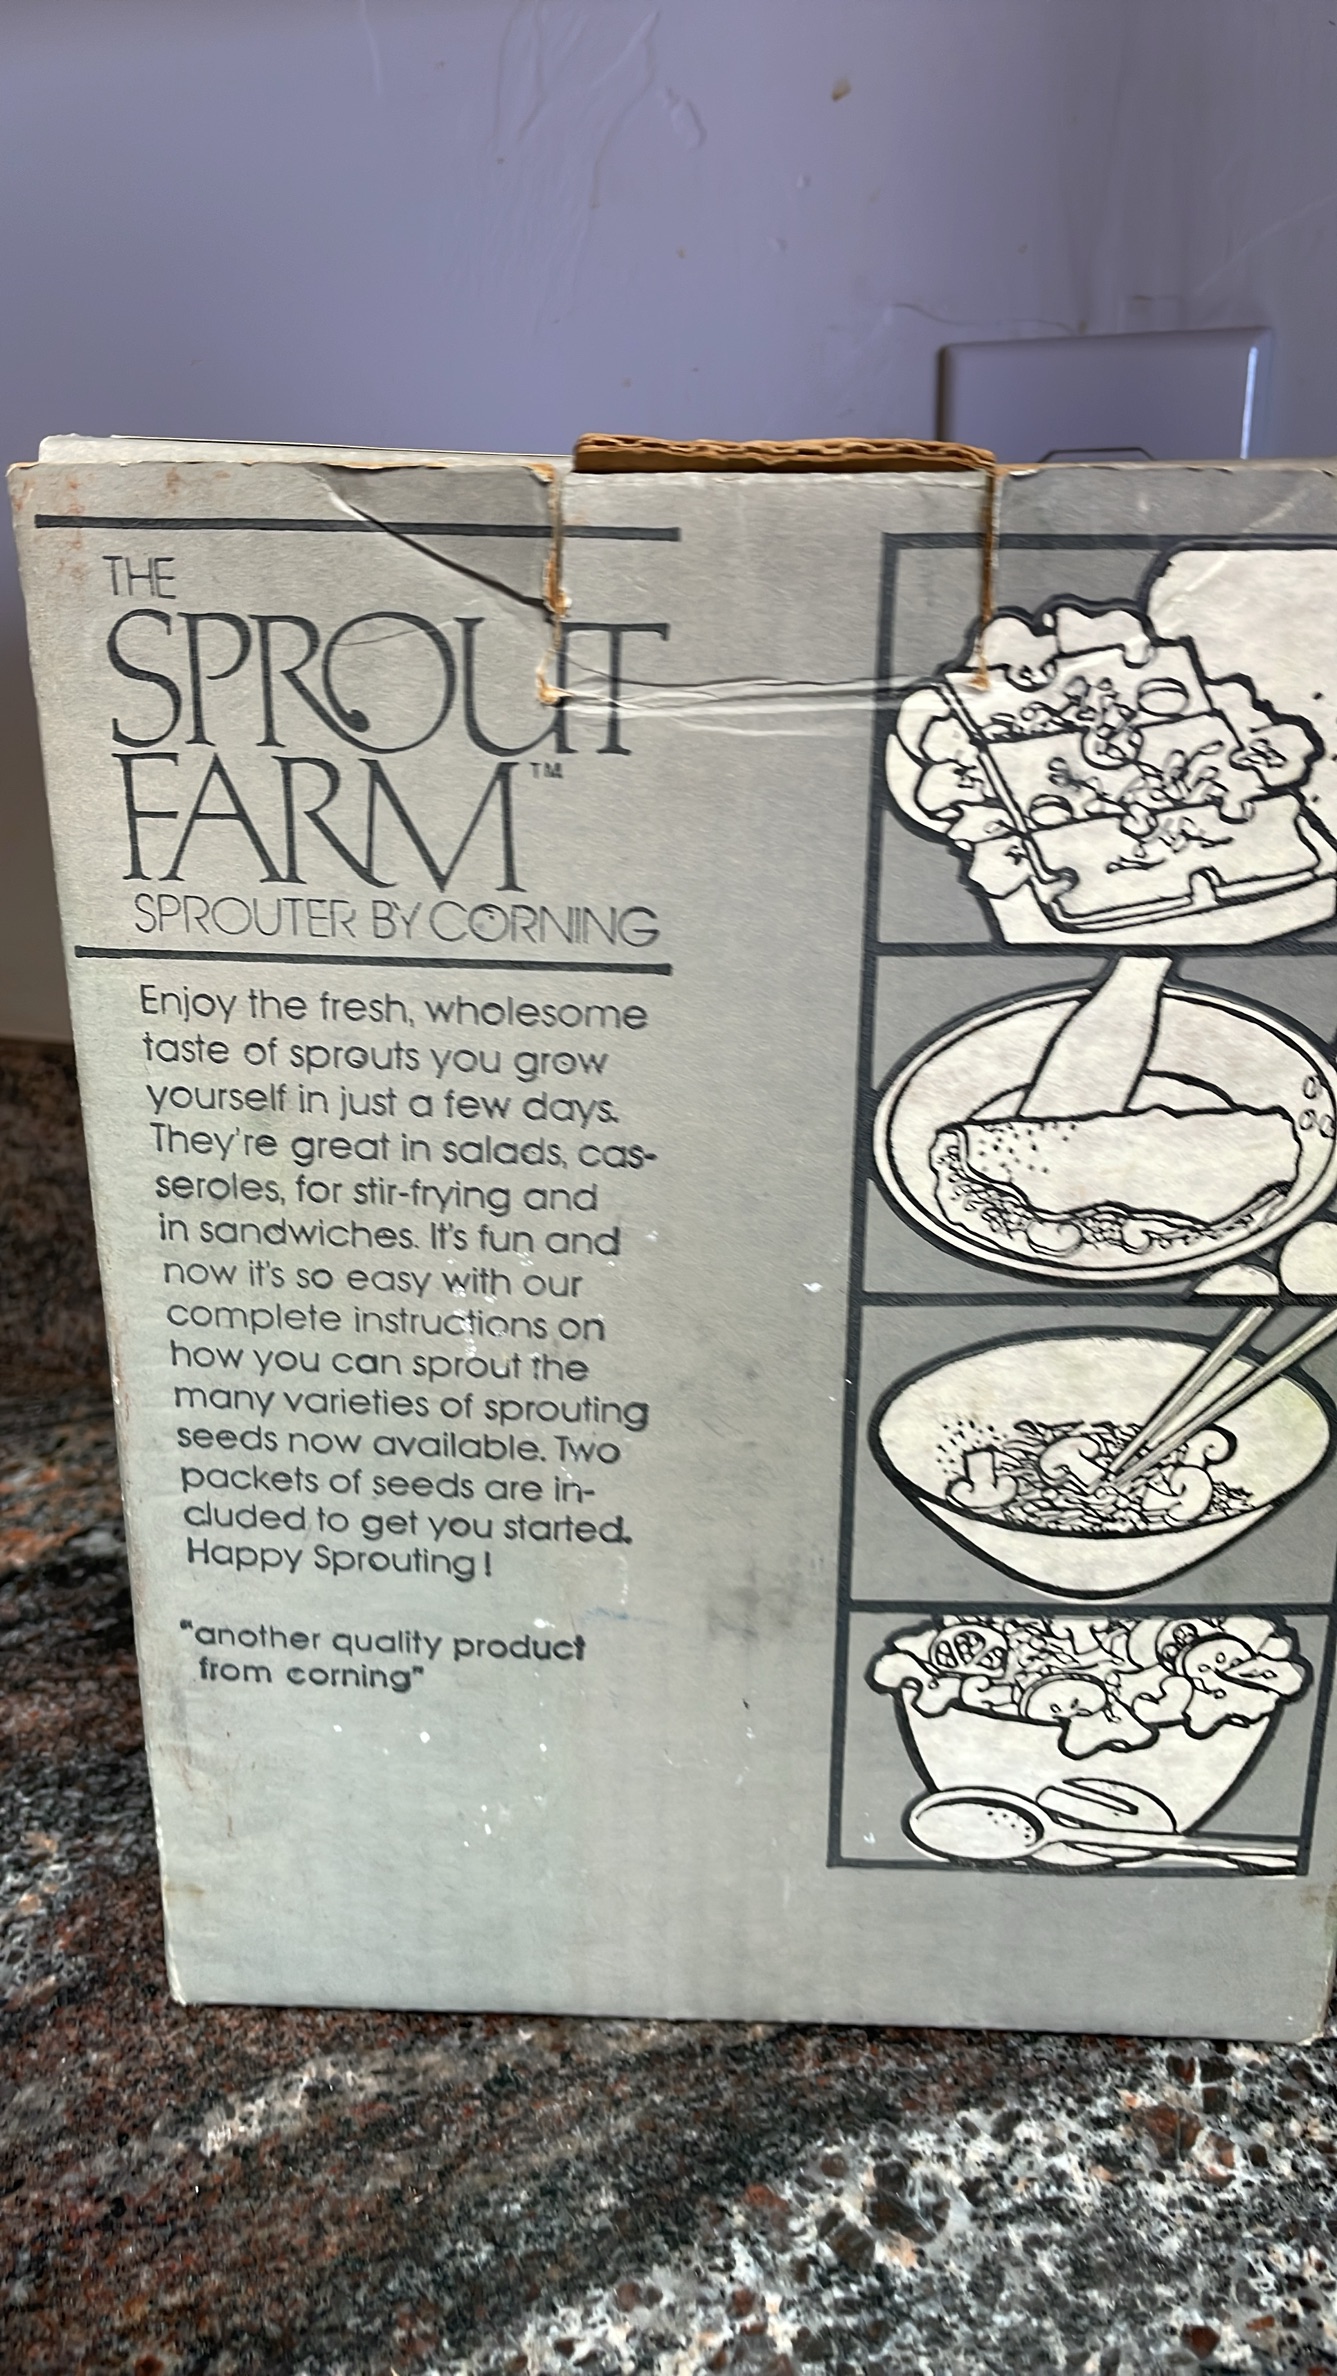 THE
SPROUT
FARM™
SPROUTER BY CORNING
Enjoy the fresh, wholesome
taste of sprouts you grow
yourself in just a few days.
They're great in salads, cas-
seroles, for stir-frying and
in sandwiches. It's fun and
now it's so easy with our
complete instructions on
how you can sprout the
many varieties of sprouting
seeds now available. Two
packets of seeds are in-
cluded to get you started.
Happy Sprouting!
"another quality product
from corning"